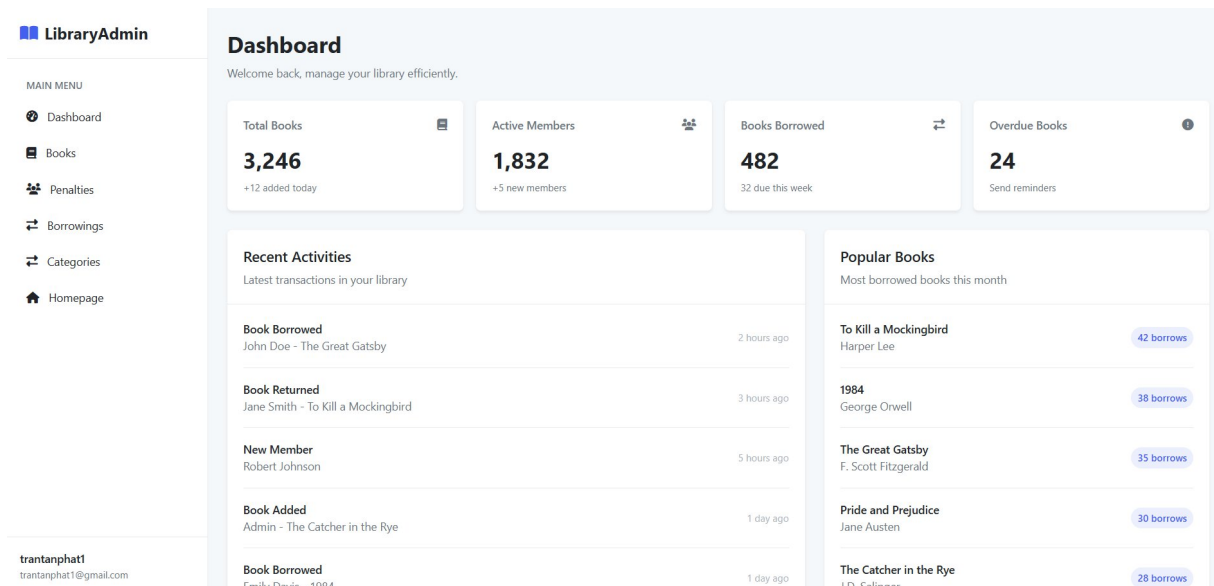 LibraryAdmin
MAIN MENU
Dashboard
Books
Penalties
Borrowings
Categories
Homepage
trantanphat1
trantanphat1@gmail.com
Dashboard
Welcome back, manage your library efficiently.
Total Books
3,246
+12 added today
Active Members
1,832
+5 new members
Books Borrowed
482
32 due this week
Overdue Books
24
Send reminders
Recent Activities
Latest transactions in your library
Book Borrowed
John Doe - The Great Gatsby
2 hours ago
Book Returned
Jane Smith - To Kill a Mockingbird
3 hours ago
New Member
Robert Johnson
5 hours ago
Book Added
Admin - The Catcher in the Rye
1 day ago
Book Borrowed
Emily Davis - 1984
1 day ago
Popular Books
Most borrowed books this month
To Kill a Mockingbird
Harper Lee
42 borrows
1984
George Orwell
38 borrows
The Great Gatsby
F. Scott Fitzgerald
35 borrows
Pride and Prejudice
Jane Austen
30 borrows
The Catcher in the Rye
J.D. Salinger
28 borrows